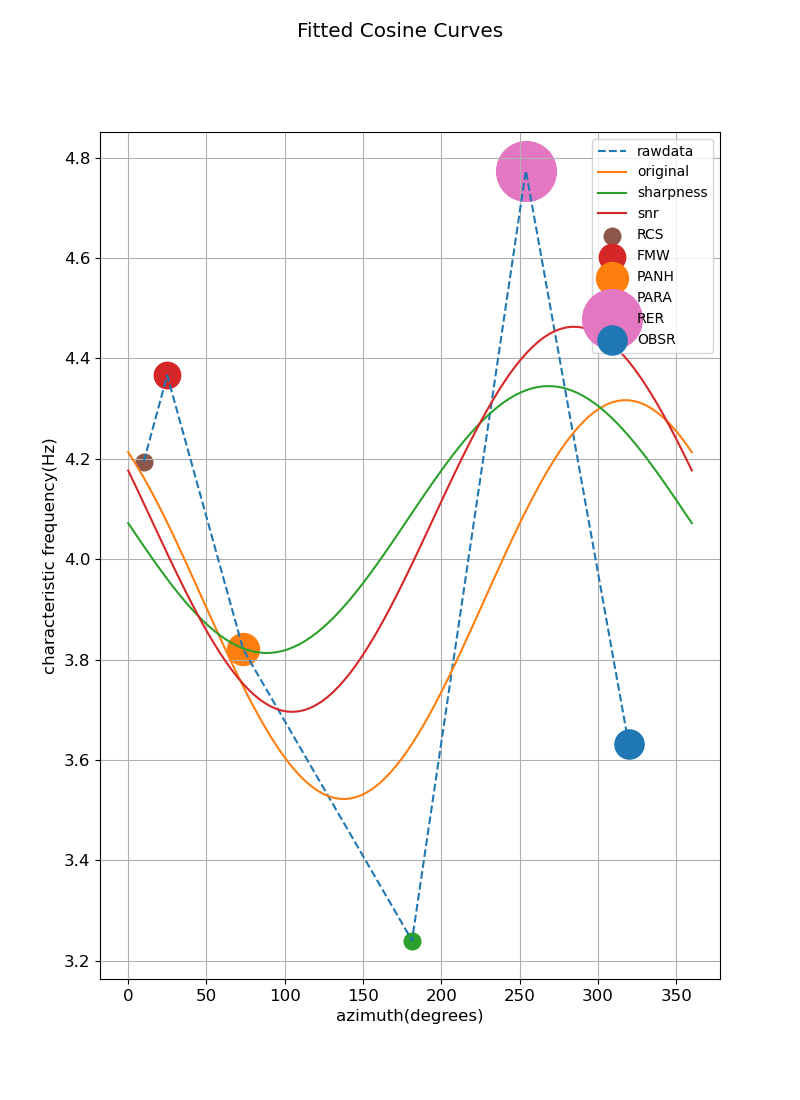 Fitted Cosine Curves
rawdata
original
sharpness
snr
RCS
FMW
PANH
PARA
RER
OBSR
characteristic frequency(Hz)
4.8
4.6
4.4
4.2
4.0
3.8
3.6
3.4
3.2
0 50 100 150 200 250 300 350
azimuth(degrees)